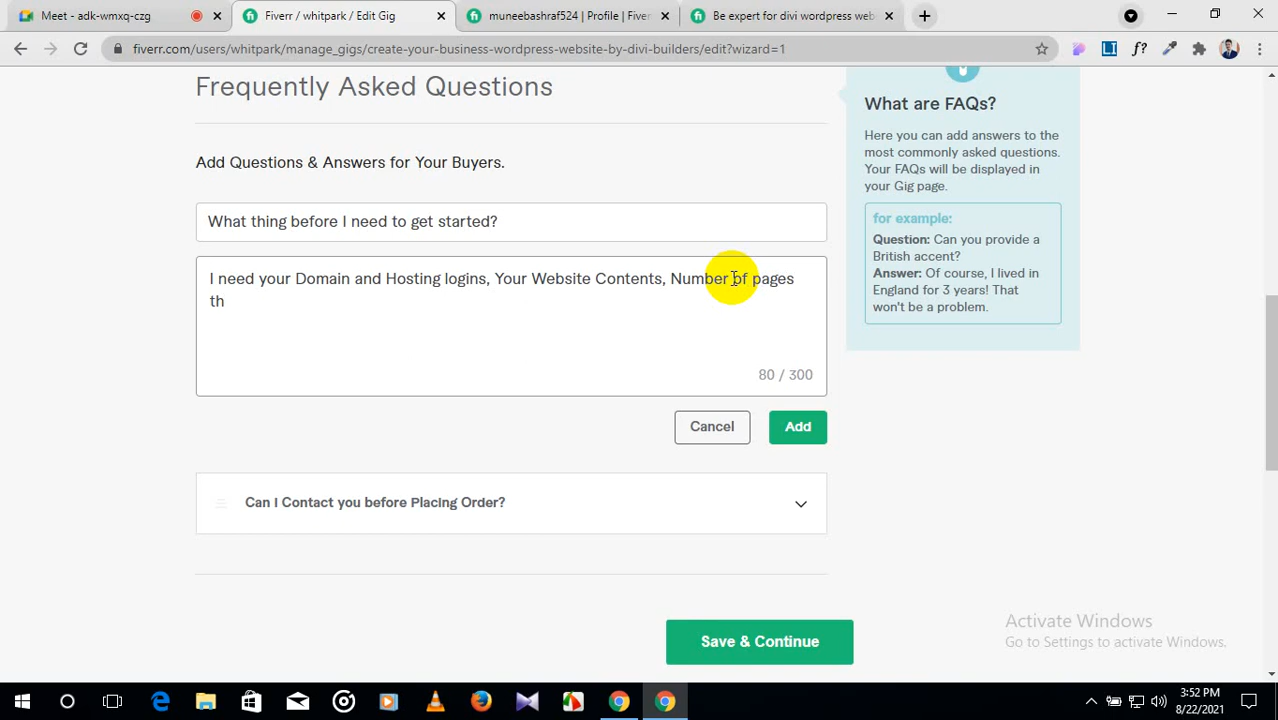 Meet - adk-wmxq-czg
Fiverr / whitpark / Edit Gig
muneebashraf524 | Profile | Fiverr
Be expert for divi wordpress web
fiverr.com/users/whitpark/manage_gigs/create-your-business-wordpress-website-by-divi-builders/edit?wizard=1
Frequently Asked Questions
Add Questions & Answers for Your Buyers.
What thing before I need to get started?
I need your Domain and Hosting logins, Your Website Contents, Number of pages
th
80 / 300
Cancel
Add
Can I Contact you before Placing Order?
Save & Continue
What are FAQs?
Here you can add answers to the
most commonly asked questions.
Your FAQs will be displayed in
your Gig page.
for example:
Question: Can you provide a
British accent?
Answer: Of course, I lived in
England for 3 years! That
won't be a problem.
Activate Windows
Go to Settings to activate Windows.
3:52 PM
8/22/2021